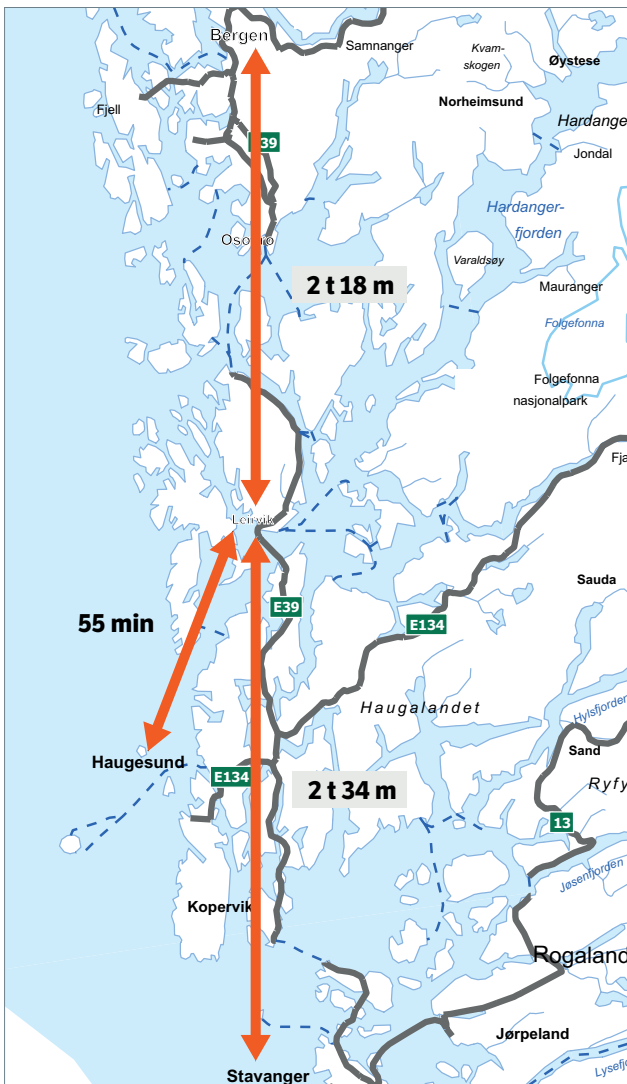 Bergen
Samnanger
Kvam-
skogen
Øystese
Fjell
Norheimsund
Hardange
E39
Jondal
Hardanger-
fjorden
Osøyro
Varaldsøy
2 t 18 m
Mauranger
Folgefonna
Folgefonna
nasjonalpark
Fja
Leirvik
Sauda
E39
55 min
E134
Haugalandet
Hylsfjorden
Haugesund
Sand
E134
2 t 34 m
Ryfy
13
Jøsenfjorden
Kopervik
Rogaland
Jørpeland
Stavanger
Lysefj